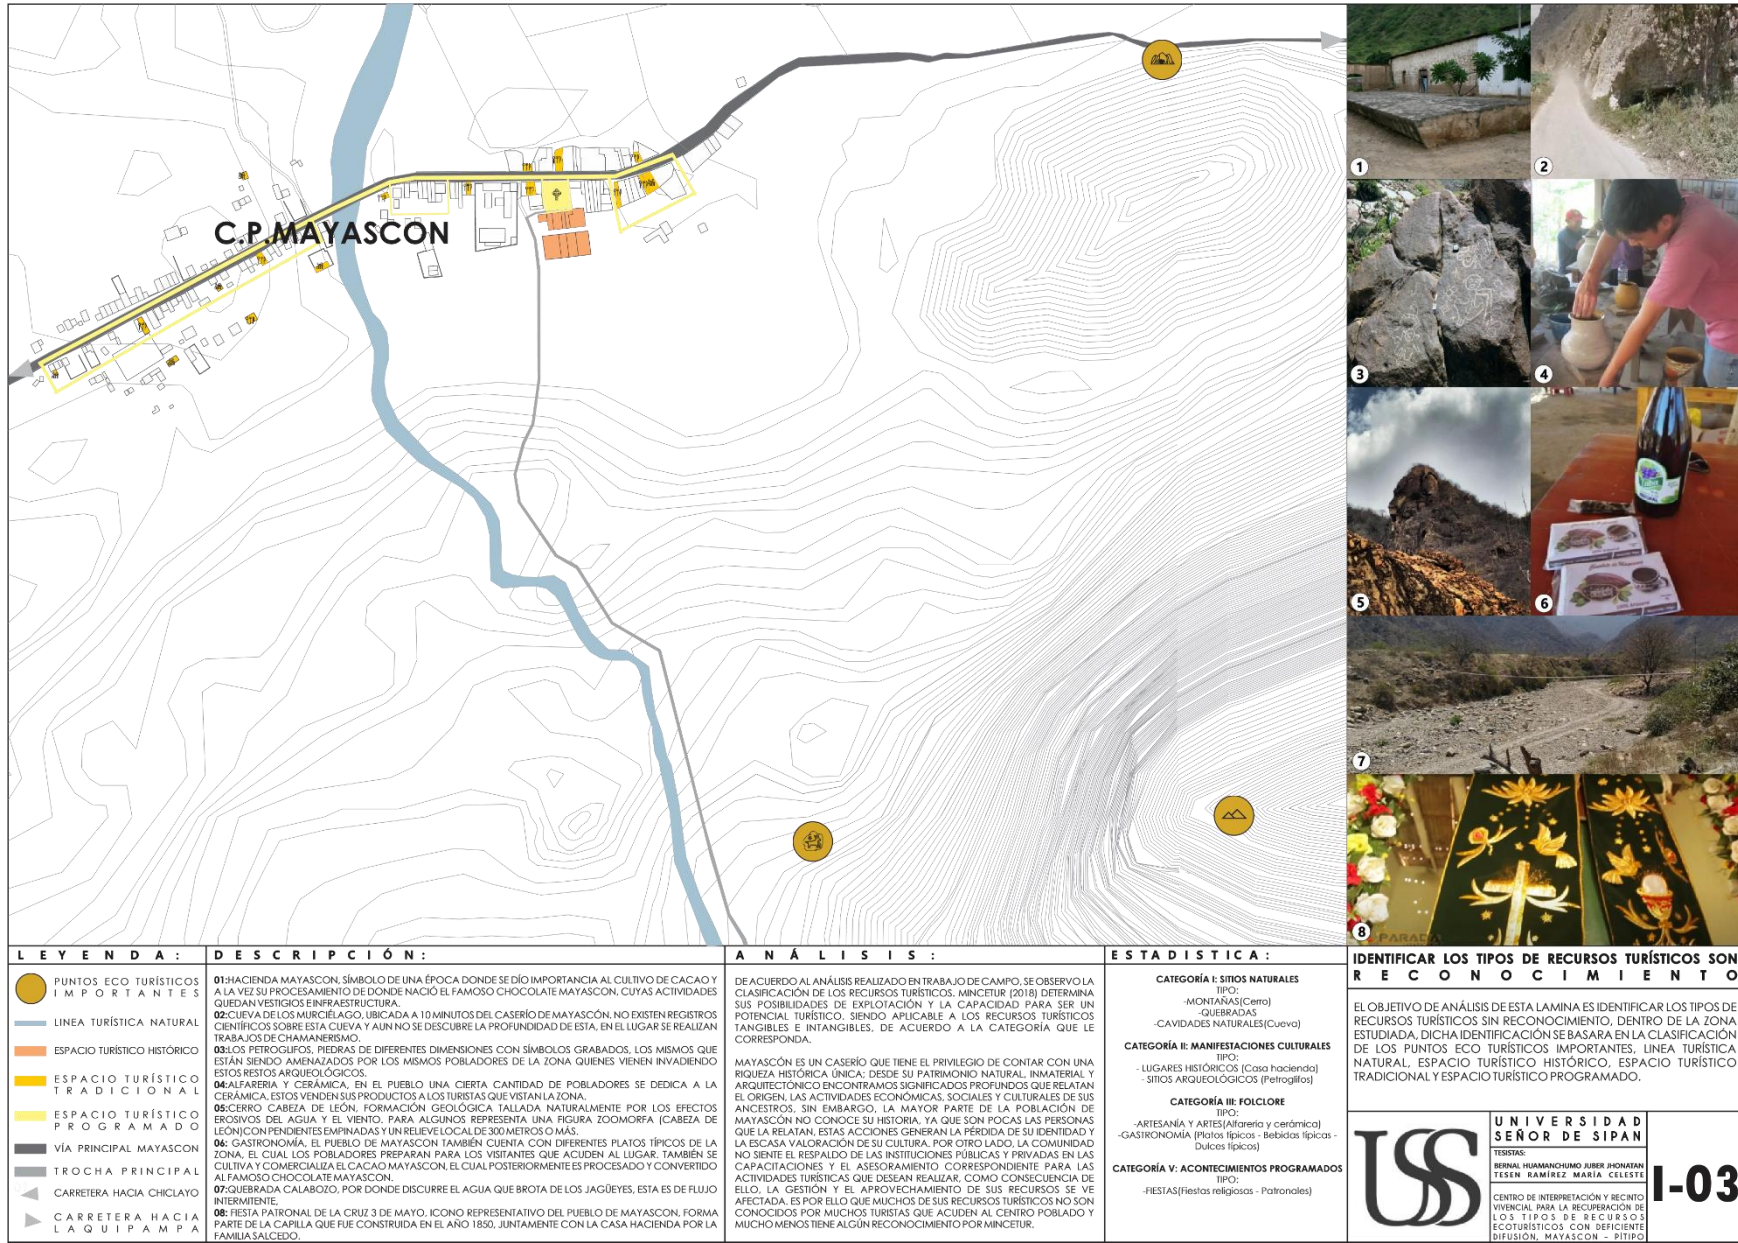 C.P.MAYASCON
1
2
3
4
5
6
7
8
L E Y E N D A :
PUNTOS ECO TURÍSTICOS
IMPORTANTES
LINEA TURÍSTICA NATURAL
ESPACIO TURÍSTICO HISTÓRICO
ESPACIO TURÍSTICO
TRADICIONAL
ESPACIO TURÍSTICO
PROGRAMADO
VÍA PRINCIPAL MAYASCON
TROCHA PRINCIPAL
CARRETERA HACIA CHICLAYO
CARRETERA HACIA
LAQUIPAMPA
D E S C R I P C I Ó N :
01:HACIENDA MAYASCON, SÍMBOLO DE UNA ÉPOCA DONDE SE DÍO IMPORTANCIA AL CULTIVO DE CACAO Y
A LA VEZ SU PROCESAMIENTO DE DONDE NACIÓ EL FAMOSO CHOCOLATE MAYASCON, CUYAS ACTIVIDADES
QUEDAN VESTIGIOS E INFRAESTRUCTURA.
02:CUEVA DE LOS MURCIÉLAGO, UBICADA A 10 MINUTOS DEL CASERÍO DE MAYASCÓN. NO EXISTEN REGISTROS
CIENTÍFICOS SOBRE ESTA CUEVA Y AUN NO SE DESCUBRE LA PROFUNDIDAD DE ESTA, EN EL LUGAR SE REALIZAN
TRABAJOS DE CHAMANERISMO.
03:LOS PETROGLIFOS, PIEDRAS DE DIFERENTES DIMENSIONES CON SÍMBOLOS GRABADOS, LOS MISMOS QUE
ESTÁN SIENDO AMENAZADOS POR LOS MISMOS POBLADORES DE LA ZONA QUIENES VIENEN INVADIENDO
ESTOS RESTOS ARQUEOLÓGICOS.
04:ALFARERIA Y CERÁMICA, EN EL PUEBLO UNA CIERTA CANTIDAD DE POBLADORES SE DEDICA A LA
CERÁMICA, ESTOS VENDEN SUS PRODUCTOS A LOS TURISTAS QUE VISTAN LA ZONA.
05:CERRO CABEZA DE LEÓN, FORMACIÓN GEOLÓGICA TALLADA NATURALMENTE POR LOS EFECTOS
EROSIVOS DEL AGUA Y EL VIENTO. PARA ALGUNOS REPRESENTA UNA FIGURA ZOOMORFA (CABEZA DE
LEÓN)CON PENDIENTES EMPINADAS Y UN RELIEVE LOCAL DE 300 METROS O MÁS.
06: GASTRONOMÍA, EL PUEBLO DE MAYASCON TAMBIÉN CUENTA CON DIFERENTES PLATOS TÍPICOS DE LA
ZONA, EL CUAL LOS POBLADORES PREPARAN PARA LOS VISITANTES QUE ACUDEN AL LUGAR. TAMBIÉN SE
CULTIVA Y COMERCIALIZA EL CACAO MAYASCON, EL CUAL POSTERIORMENTE ES PROCESADO Y CONVERTIDO
AL FAMOSO CHOCOLATE MAYASCON.
07:QUEBRADA CALABOZO, POR DONDE DISCURRE EL AGUA QUE BROTA DE LOS JAGÜEYES, ESTA ES DE FLUJO
INTERMITENTE.
08: FIESTA PATRONAL DE LA CRUZ 3 DE MAYO, ICONO REPRESENTATIVO DEL PUEBLO DE MAYASCON, FORMA
PARTE DE LA CAPILLA QUE FUE CONSTRUIDA EN EL AÑO 1850, JUNTAMENTE CON LA CASA HACIENDA POR LA
FAMILIA SALCEDO.
A N Á L I S I S :
DE ACUERDO AL ANÁLISIS REALIZADO EN TRABAJO DE CAMPO, SE OBSERVO LA
CLASIFICACIÓN DE LOS RECURSOS TURÍSTICOS. MINCETUR (2018) DETERMINA
SUS POSIBILIDADES DE EXPLOTACIÓN Y LA CAPACIDAD PARA SER UN
POTENCIAL TURÍSTICO. SIENDO APLICABLE A LOS RECURSOS TURÍSTICOS
TANGIBLES E INTANGIBLES, DE ACUERDO A LA CATEGORÍA QUE LE
CORRESPONDA.
MAYASCÓN ES UN CASERÍO QUE TIENE EL PRIVILEGIO DE CONTAR CON UNA
RIQUEZA HISTÓRICA ÚNICA; DESDE SU PATRIMONIO NATURAL, INMATERIAL Y
ARQUITECTÓNICO ENCONTRAMOS SIGNIFICADOS PROFUNDOS QUE RELATAN
EL ORIGEN, LAS ACTIVIDADES ECONÓMICAS, SOCIALES Y CULTURALES DE SUS
ANCESTROS, SIN EMBARGO, LA MAYOR PARTE DE LA POBLACIÓN DE
MAYASCÓN NO CONOCE SU HISTORIA, YA QUE SON POCAS LAS PERSONAS
QUE LA RELATAN, ESTAS ACCIONES GENERAN LA PÉRDIDA DE SU IDENTIDAD Y
LA ESCASA VALORACIÓN DE SU CULTURA. POR OTRO LADO, LA COMUNIDAD
NO SIENTE EL RESPALDO DE LAS INSTITUCIONES PÚBLICAS Y PRIVADAS EN LAS
CAPACITACIONES Y EL ASESORAMIENTO CORRESPONDIENTE PARA LAS
ACTIVIDADES TURÍSTICAS QUE DESEAN REALIZAR, COMO CONSECUENCIA DE
ELLO, LA GESTIÓN Y EL APROVECHAMIENTO DE SUS RECURSOS SE VE
AFECTADA. ES POR ELLO QUE MUCHOS DE SUS RECURSOS TURÍSTICOS NO SON
CONOCIDOS POR MUCHOS TURISTAS QUE ACUDEN AL CENTRO POBLADO Y
MUCHO MENOS TIENE ALGÚN RECONOCIMIENTO POR MINCETUR.
E S T A D I S T I C A :
CATEGORÍA I: SITIOS NATURALES
TIPO:
-MONTAÑAS(Cerro)
-QUEBRADAS
-CAVIDADES NATURALES(Cueva)
CATEGORÍA II: MANIFESTACIONES CULTURALES
TIPO:
- LUGARES HISTÓRICOS (Casa hacienda)
- SITIOS ARQUEOLÓGICOS (Petroglifos)
CATEGORÍA III: FOLCLORE
TIPO:
-ARTESANÍA Y ARTES(Alfareria y cerámica)
-GASTRONOMÍA (Platos típicos - Bebidas típicas -
Dulces típicos)
CATEGORÍA V: ACONTECIMIENTOS PROGRAMADOS
TIPO:
-FIESTAS(Fiestas religiosas - Patronales)
IDENTIFICAR LOS TIPOS DE RECURSOS TURÍSTICOS SON
R E C O N O C I M I E N T O
EL OBJETIVO DE ANÁLISIS DE ESTA LAMINA ES IDENTIFICAR LOS TIPOS DE
RECURSOS TURÍSTICOS SIN RECONOCIMIENTO, DENTRO DE LA ZONA
ESTUDIADA, DICHA IDENTIFICACIÓN SE BASARA EN LA CLASIFICACIÓN
DE LOS PUNTOS ECO TURÍSTICOS IMPORTANTES, LINEA TURÍSTICA
NATURAL, ESPACIO TURÍSTICO HISTÓRICO, ESPACIO TURÍSTICO
TRADICIONAL Y ESPACIO TURÍSTICO PROGRAMADO.
USS
UNIVERSIDAD
SEÑOR DE SIPAN
TESISTAS:
BERNAL HUAMANCHUMO JUBER JHONATAN
TESEN RAMÍREZ MARÍA CELESTE
CENTRO DE INTERPRETACIÓN Y RECINTO
VIVENCIAL PARA LA RECUPERACIÓN DE
LOS TIPOS DE RECURSOS
ECOTURÍSTICOS CON DEFICIENTE
DIFUSIÓN, MAYASCON - PÍTIPO
I-03